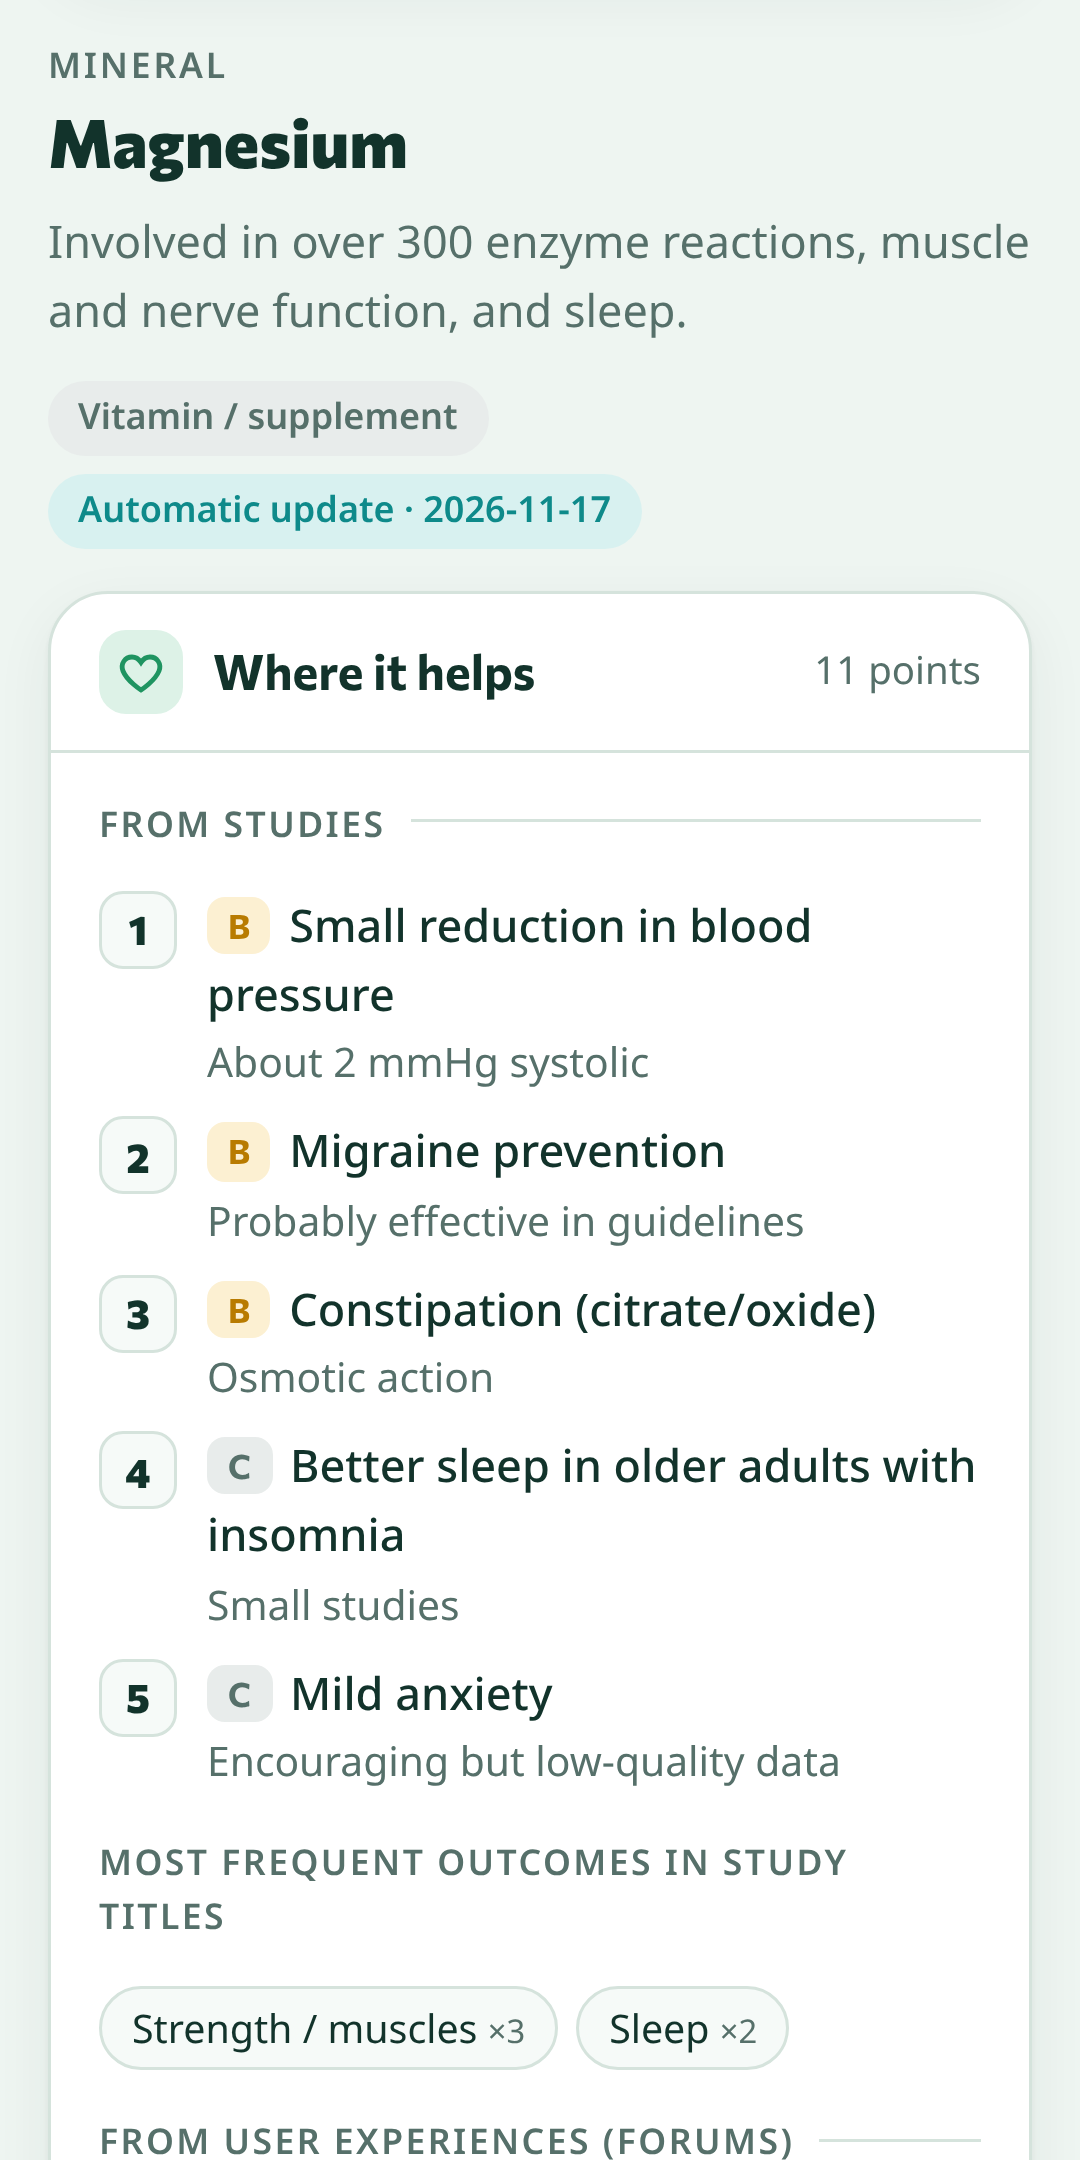 MINERAL
Magnesium
Involved in over 300 enzyme reactions, muscle
and nerve function, and sleep.
Vitamin / supplement
Automatic update · 2026-11-17
Where it helps
11 points
FROM STUDIES
1
B Small reduction in blood
pressure
About 2 mmHg systolic
2
B Migraine prevention
Probably effective in guidelines
3
B Constipation (citrate/oxide)
Osmotic action
4
C Better sleep in older adults with
insomnia
Small studies
5
C Mild anxiety
Encouraging but low-quality data
MOST FREQUENT OUTCOMES IN STUDY
TITLES
Strength / muscles ×3
Sleep ×2
FROM USER EXPERIENCES (FORUMS)